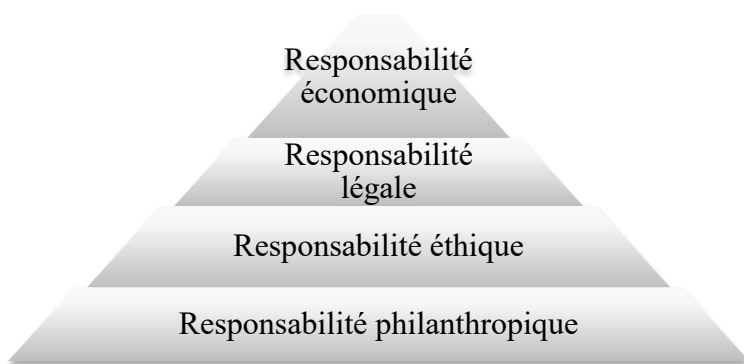 Responsabilité
économique
Responsabilité
légale
Responsabilité éthique
Responsabilité philanthropique